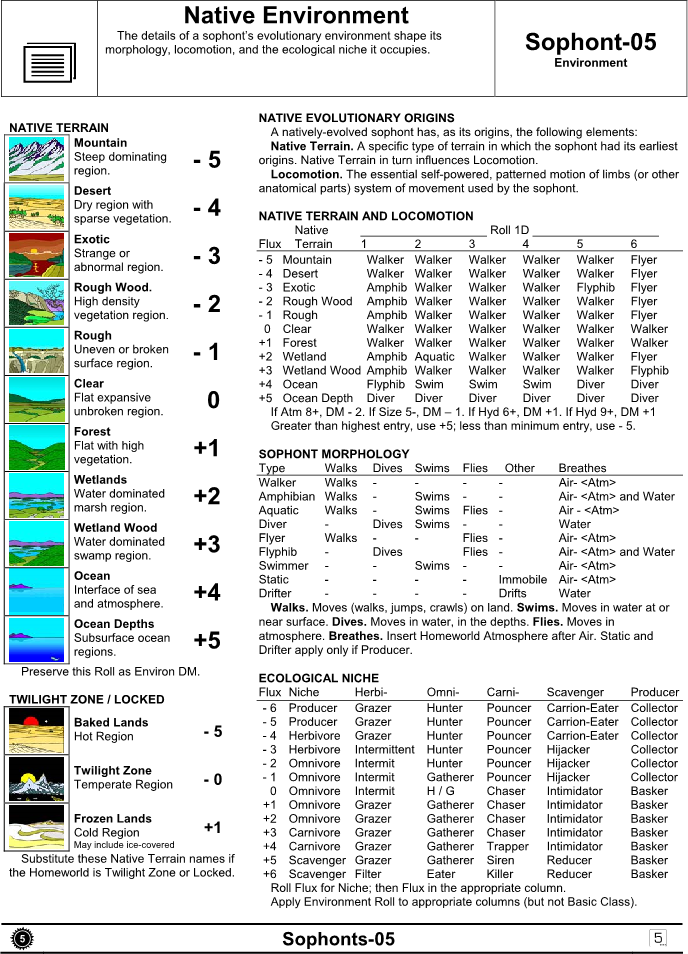 Native Environment
The details of a sophont's evolutionary environment shape its
morphology, locomotion, and the ecological niche it occupies.
Sophont-05
Environment
NATIVE TERRAIN
Mountain
Steep dominating
region.
- 5
Desert
Dry region with
sparse vegetation.
- 4
Exotic
Strange or
abnormal region.
- 3
Rough Wood.
High density
vegetation region.
- 2
Rough
Uneven or broken
surface region.
- 1
Clear
Flat expansive
unbroken region.
0
Forest
Flat with high
vegetation.
+1
Wetlands
Water dominated
marsh region.
+2
Wetland Wood
Water dominated
swamp region.
+3
Ocean
Interface of sea
and atmosphere.
+4
Ocean Depths
Subsurface ocean
regions.
+5
Preserve this Roll as Environ DM.
TWILIGHT ZONE / LOCKED
Baked Lands
Hot Region
- 5
Twilight Zone
Temperate Region
- 0
Frozen Lands
Cold Region
May include ice-covered
+1
Substitute these Native Terrain names if
the Homeworld is Twilight Zone or Locked.
NATIVE EVOLUTIONARY ORIGINS
A natively-evolved sophont has, as its origins, the following elements:
Native Terrain. A specific type of terrain in which the sophont had its earliest
origins. Native Terrain in turn influences Locomotion.
Locomotion. The essential self-powered, patterned motion of limbs (or other
anatomical parts) system of movement used by the sophont.
NATIVE TERRAIN AND LOCOMOTION
Native Roll 1D
Flux Terrain 1 2 3 4 5 6
- 5 Mountain Walker Walker Walker Walker Walker Flyer
- 4 Desert Walker Walker Walker Walker Walker Flyer
- 3 Exotic Amphib Walker Walker Walker Flyphib Flyer
- 2 Rough Wood Amphib Walker Walker Walker Walker Flyer
- 1 Rough Amphib Walker Walker Walker Walker Flyer
0 Clear Walker Walker Walker Walker Walker Walker
+1 Forest Walker Walker Walker Walker Walker Walker
+2 Wetland Amphib Aquatic Walker Walker Walker Flyer
+3 Wetland Wood Amphib Walker Walker Walker Walker Flyphib
+4 Ocean Flyphib Swim Swim Swim Diver Diver
+5 Ocean Depth Diver Diver Diver Diver Diver Diver
If Atm 8+, DM - 2. If Size 5-, DM – 1. If Hyd 6+, DM +1. If Hyd 9+, DM +1
Greater than highest entry, use +5; less than minimum entry, use - 5.
SOPHONT MORPHOLOGY
Type Walks Dives Swims Flies Other Breathes
Walker Walks - - - - Air- <Atm>
Amphibian Walks - Swims - - Air- <Atm> and Water
Aquatic Walks - Swims Flies - Air - <Atm>
Diver - Dives Swims - - Water
Flyer Walks - - Flies - Air- <Atm>
Flyphib - Dives Flies - Air- <Atm> and Water
Swimmer - - Swims - - Air- <Atm>
Static - - - - Immobile Air- <Atm>
Drifter - - - - Drifts Water
Walks. Moves (walks, jumps, crawls) on land. Swims. Moves in water at or
near surface. Dives. Moves in water, in the depths. Flies. Moves in
atmosphere. Breathes. Insert Homeworld Atmosphere after Air. Static and
Drifter apply only if Producer.
ECOLOGICAL NICHE
Flux Niche Herbi- Omni- Carni- Scavenger Producer
- 6 Producer Grazer Hunter Pouncer Carrion-Eater Collector
- 5 Producer Grazer Hunter Pouncer Carrion-Eater Collector
- 4 Herbivore Grazer Hunter Pouncer Carrion-Eater Collector
- 3 Herbivore Intermittent Hunter Pouncer Hijacker Collector
- 2 Omnivore Intermit Hunter Pouncer Hijacker Collector
- 1 Omnivore Intermit Gatherer Pouncer Hijacker Collector
0 Omnivore Intermit H / G Chaser Intimidator Basker
+1 Omnivore Grazer Gatherer Chaser Intimidator Basker
+2 Omnivore Grazer Gatherer Chaser Intimidator Basker
+3 Carnivore Grazer Gatherer Chaser Intimidator Basker
+4 Carnivore Grazer Gatherer Trapper Intimidator Basker
+5 Scavenger Grazer Gatherer Siren Reducer Basker
+6 Scavenger Filter Eater Killer Reducer Basker
Roll Flux for Niche; then Flux in the appropriate column.
Apply Environment Roll to appropriate columns (but not Basic Class).
5
Sophonts-05
5